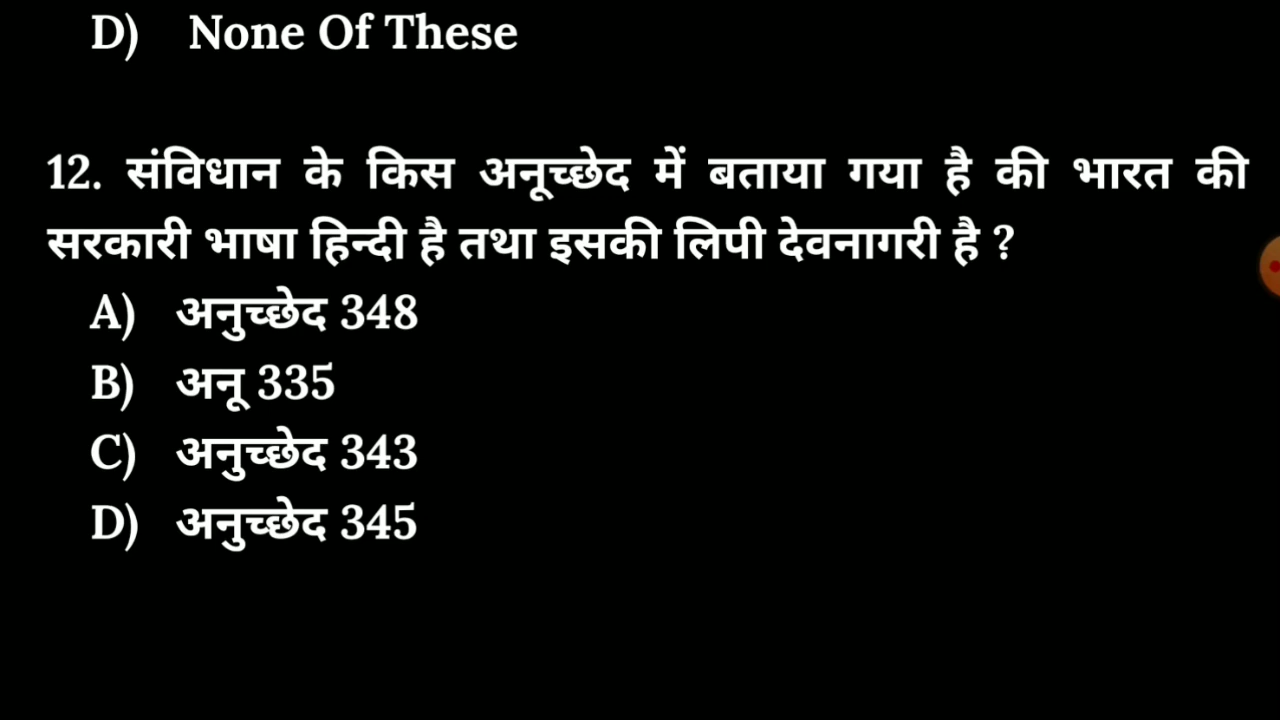 D) None Of These
12. संविधान के किस अनूच्छेद में बताया गया है की भारत की
सरकारी भाषा हिन्दी है तथा इसकी लिपी देवनागरी है ?
A) अनुच्छेद 348
B) अनू 335
C) अनुच्छेद 343
D) अनुच्छेद 345